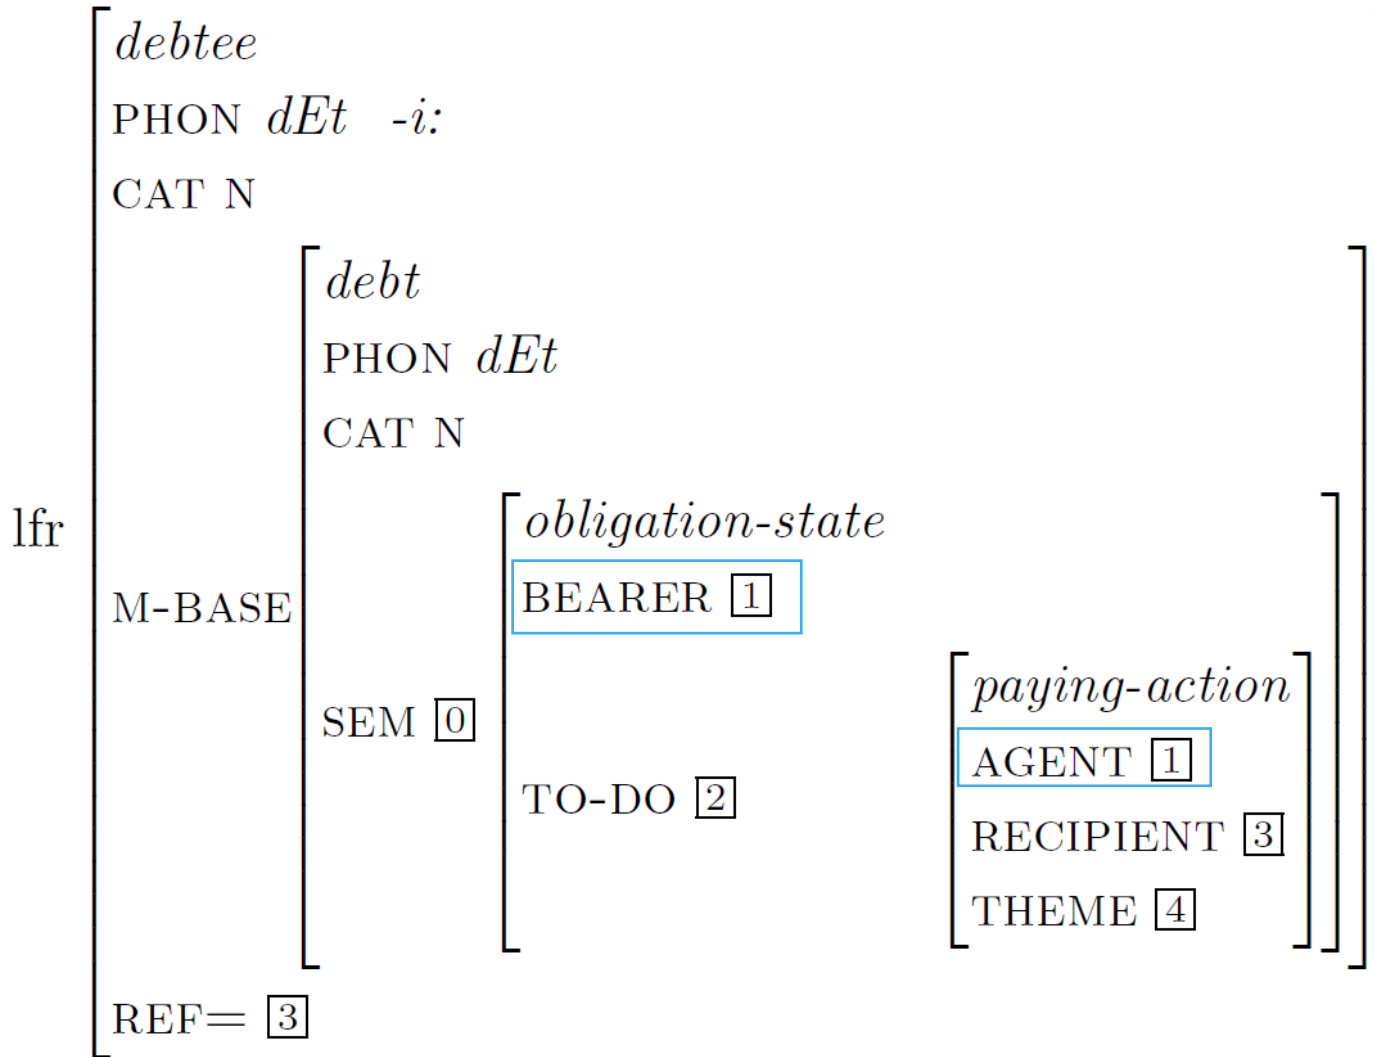 debtee
PHON dEt -i:
CAT N
debt
PHON dEt
CAT N
lfr
obligation-state
M-BASE
BEARER 1
paying-action
SEM 0
AGENT 1
TO-DO 2
RECIPIENT 3
THEME 4
REF= 3